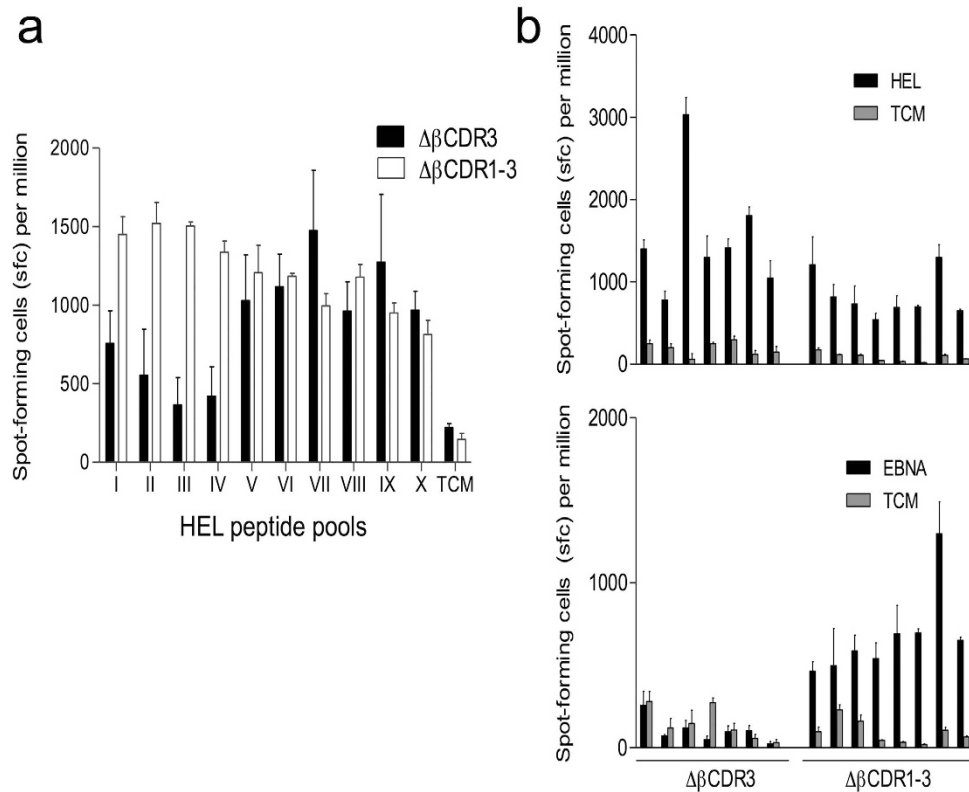 a
Spot-forming cells (sfc) per million
2000
1500
1000
500
0
ΔβCDR3
ΔβCDR1-3
I II III IV V VI VII VIII IX X TCM
HEL peptide pools
b
Spot-forming cells (sfc) per million
4000
3000
2000
1000
0
HEL
TCM
Spot-forming cells (sfc) per million
2000
1000
0
EBNA
TCM
ΔβCDR3 ΔβCDR1-3